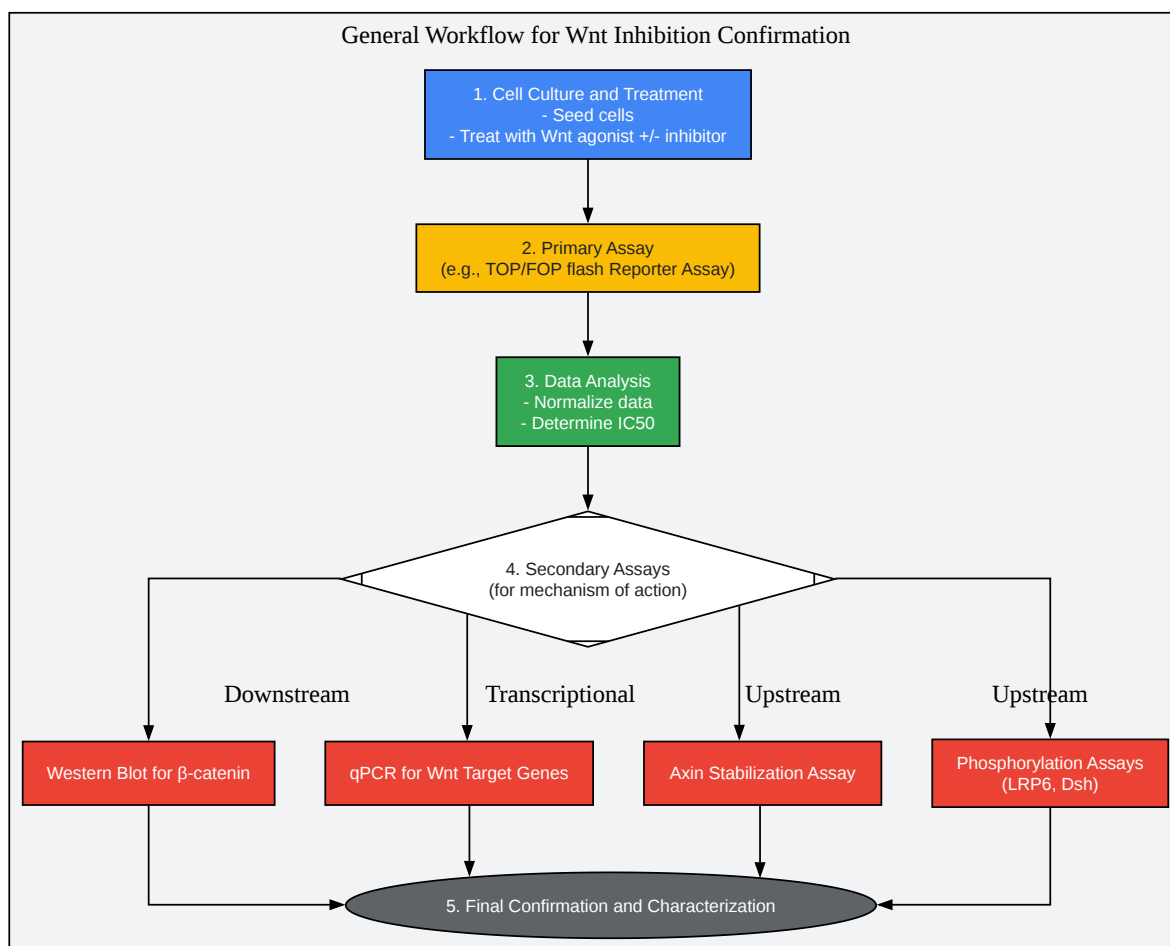 General Workflow for Wnt Inhibition Confirmation
1. Cell Culture and Treatment
- Seed cells
- Treat with Wnt agonist +/- inhibitor
2. Primary Assay
(e.g., TOP/FOP flash Reporter Assay)
3. Data Analysis
- Normalize data
- Determine IC50
4. Secondary Assays
(for mechanism of action)
Downstream
Transcriptional
Upstream
Upstream
Western Blot for β-catenin
qPCR for Wnt Target Genes
Axin Stabilization Assay
Phosphorylation Assays
(LRP6, Dsh)
5. Final Confirmation and Characterization